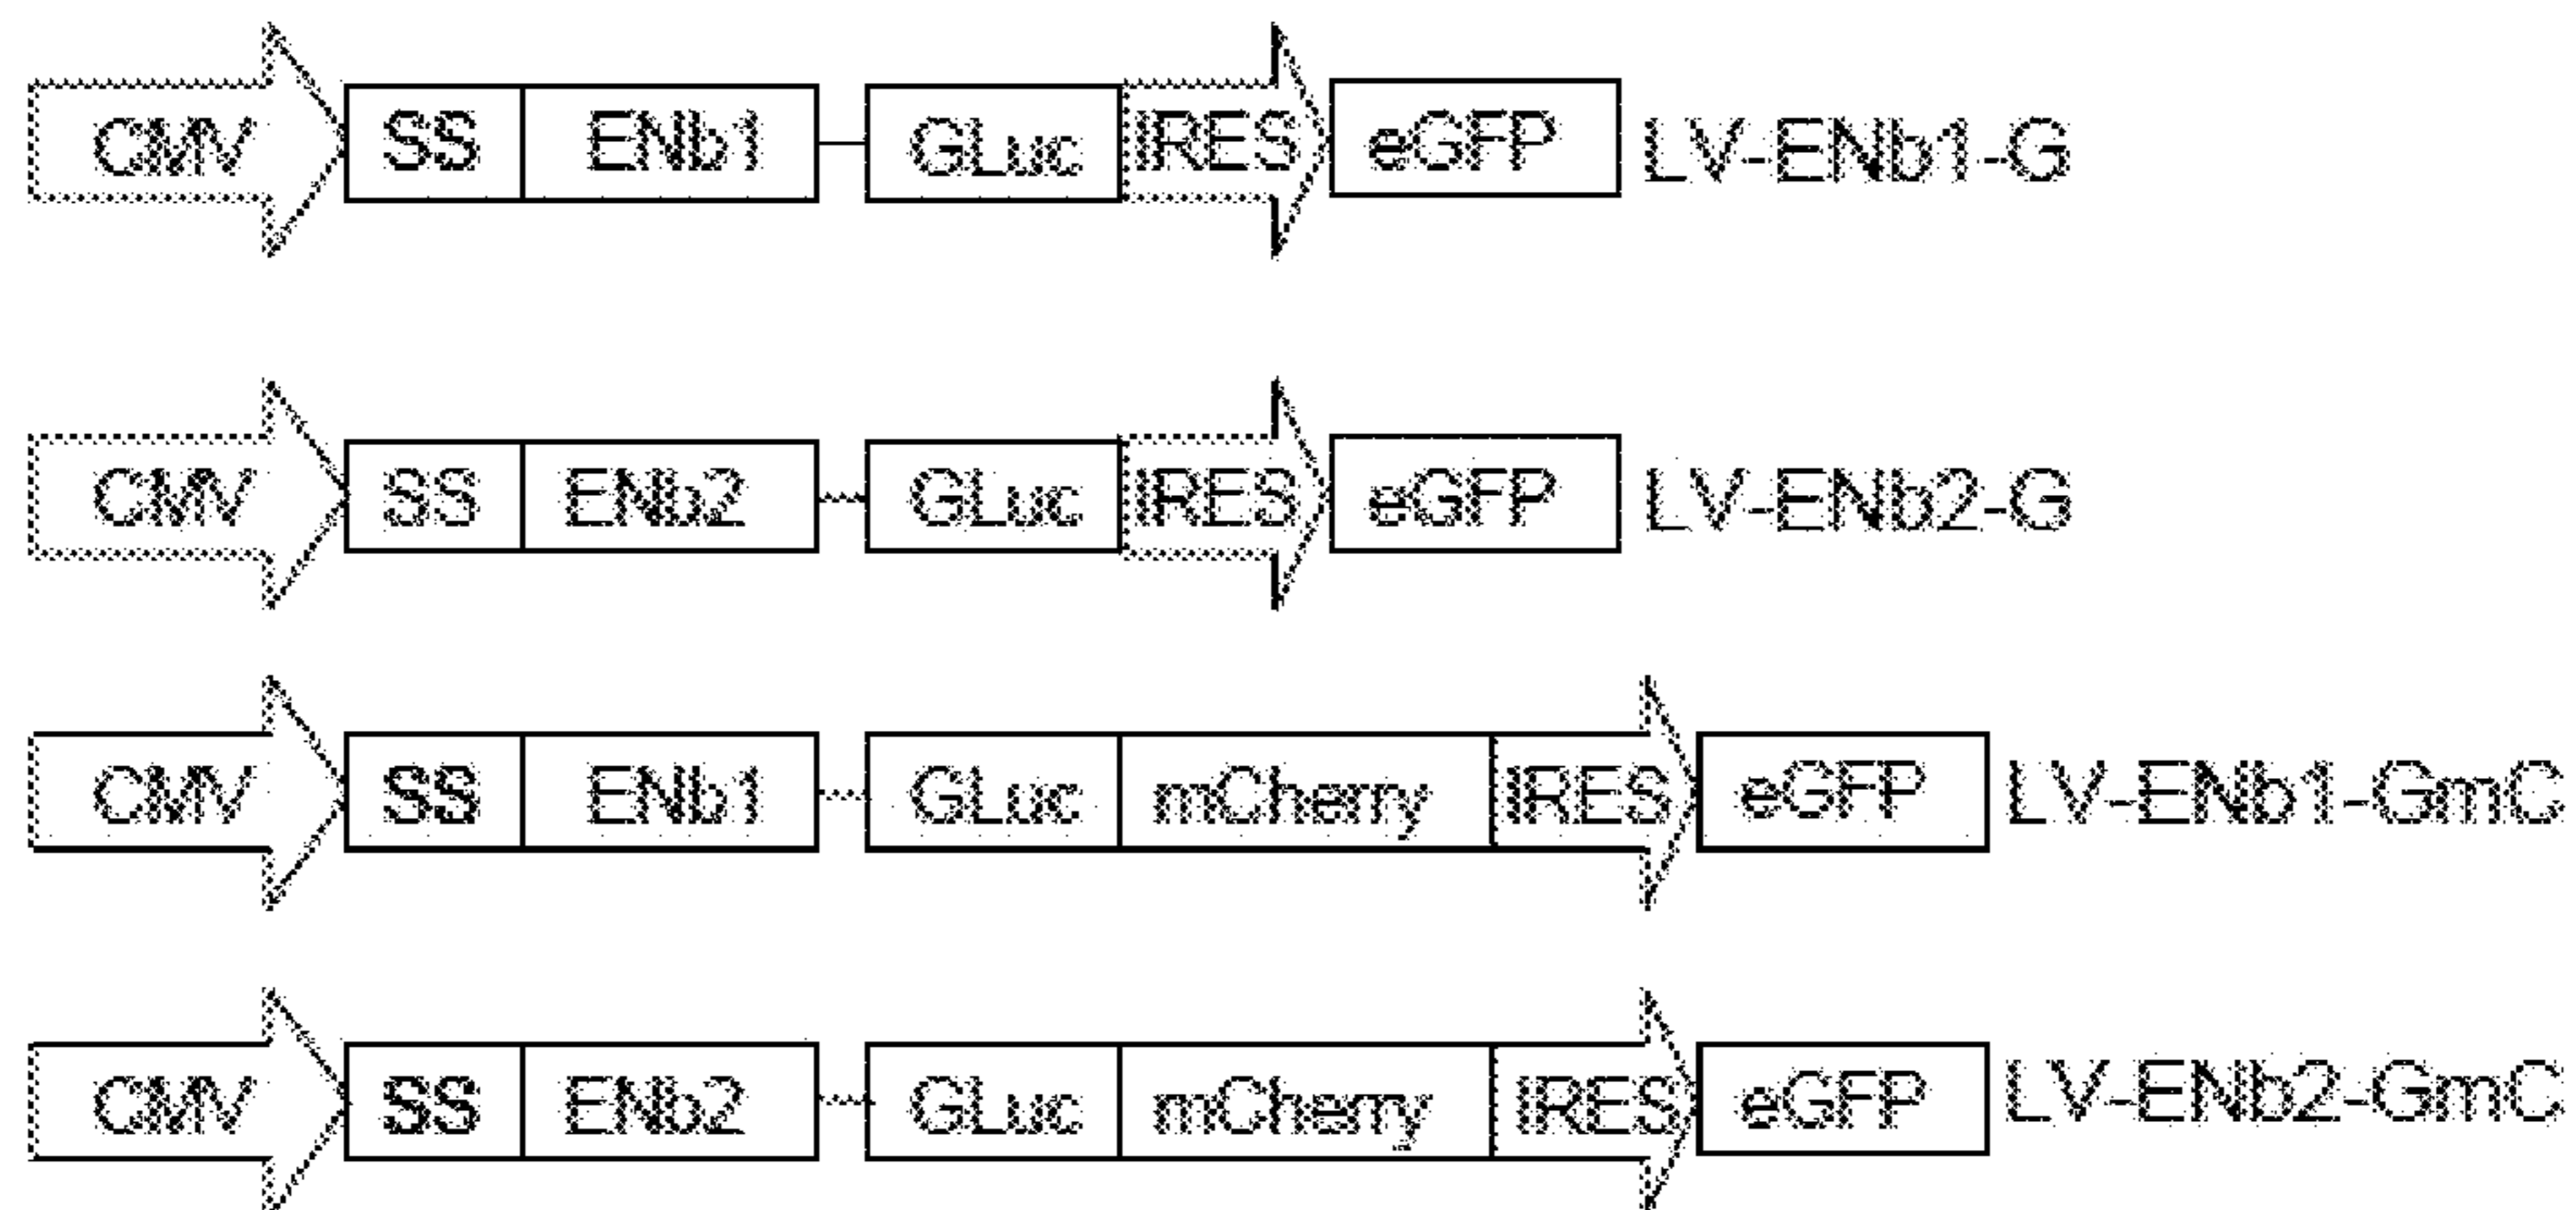 CMV SS ENb1 GLuc IRES eGFP LV-ENb1-G
CMV SS ENb2 GLuc IRES eGFP LV-ENb2-G
CMV SS ENb1 GLuc mCherry IRES eGFP LV-ENb1-GmC
CMV SS ENb2 GLuc mCherry IRES eGFP LV-ENb2-GmC